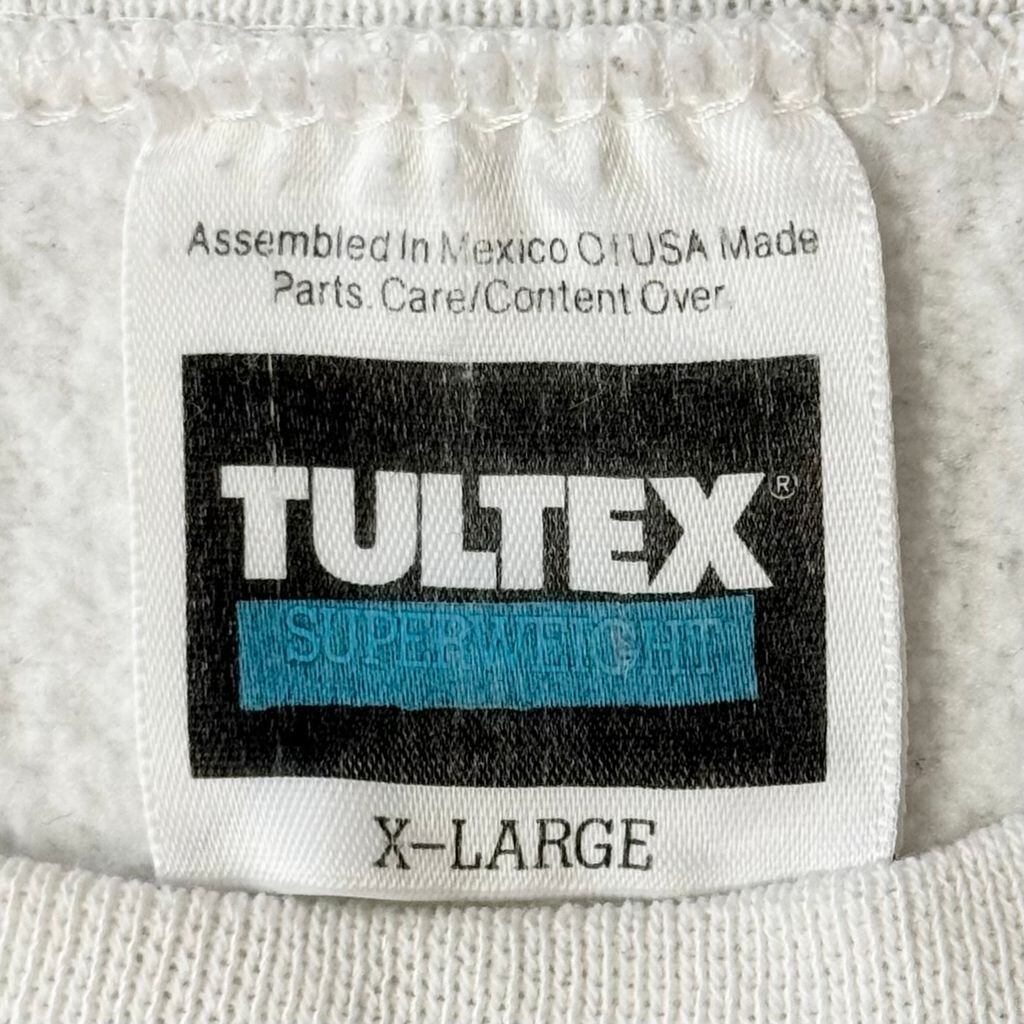 Assembled In Mexico Of USA Made
Parts. Care/Content Over.
TULTEX®
SUPERWEIGHT
X-LARGE